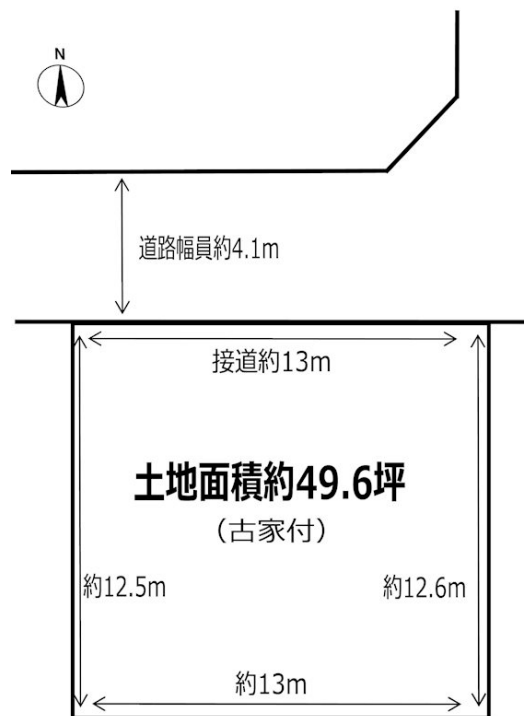 N
道路幅員約4.1m
接道約13m
土地面積約49.6坪
（古家付）
約12.5m
約12.6m
約13m